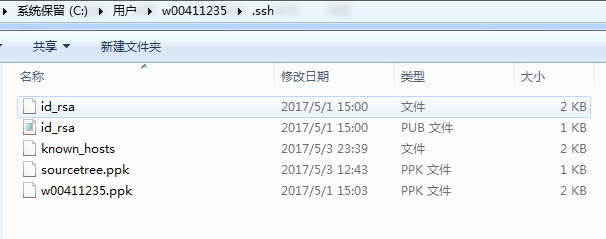 系统保留 (C:) 用户 w00411235 .ssh
共享 新建文件夹
名称 修改日期 类型 大小
id_rsa 2017/5/1 15:00 文件 2 KB
id_rsa 2017/5/1 15:00 PUB 文件 1 KB
known_hosts 2017/5/3 23:39 文件 2 KB
sourcetree.ppk 2017/5/3 12:43 PPK 文件 1 KB
w00411235.ppk 2017/5/1 15:03 PPK 文件 2 KB